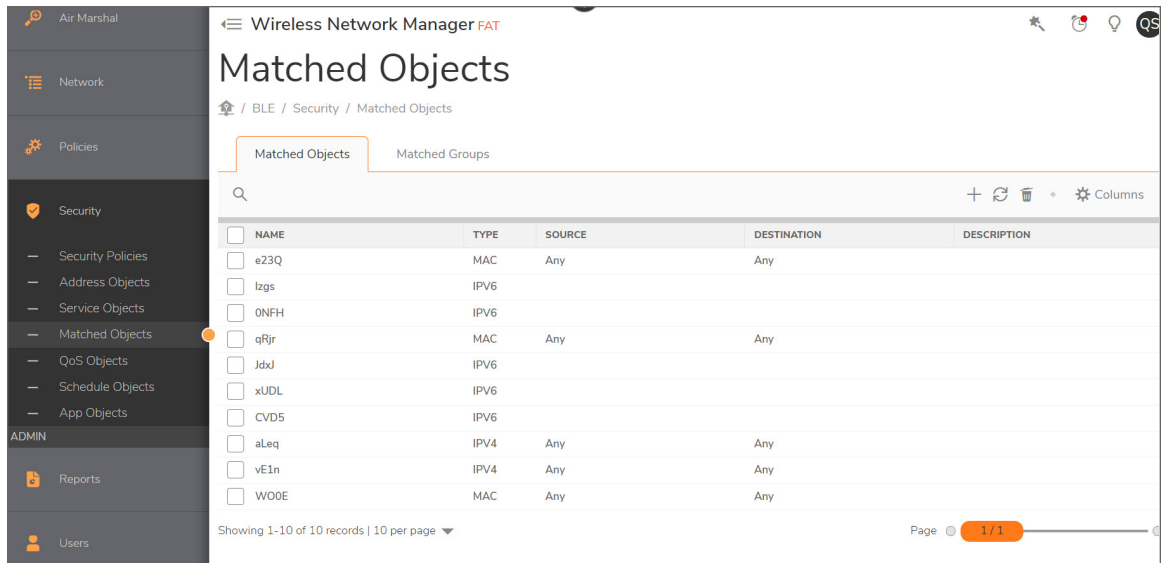 Air Marshal
Network
Policies
Security
Security Policies
Address Objects
Service Objects
Matched Objects
QoS Objects
Schedule Objects
App Objects
ADMIN
Reports
Users
Wireless Network Manager FAT
QS
Matched Objects
/ BLE / Security / Matched Objects
Matched Objects Matched Groups
Columns
NAME TYPE SOURCE DESTINATION DESCRIPTION
e23Q MAC Any Any
IPV6
0NFH IPV6
qRjr MAC Any Any
JdxJ IPV6
xUDL IPV6
CVD5 IPV6
aLeq IPV4 Any Any
vE1n IPV4 Any Any
WO0E MAC Any Any
Showing 1-10 of 10 records | 10 per page
Page 1 / 1